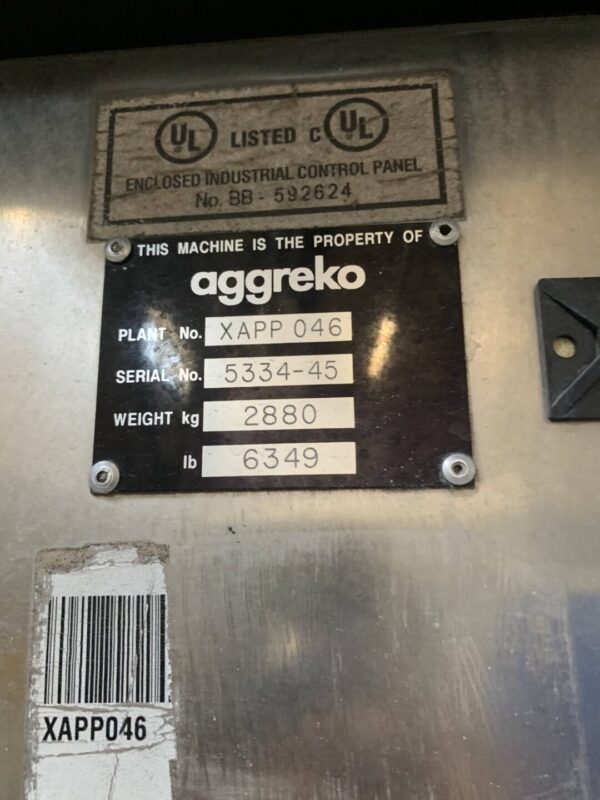 UL LISTED C UL
ENCLOSED INDUSTRIAL CONTROL PANEL
No. BB - 592624
THIS MACHINE IS THE PROPERTY OF
aggreko
PLANT No. XAPP 046
SERIAL No. 5334-45
WEIGHT kg 2880
lb 6349
XAPP046